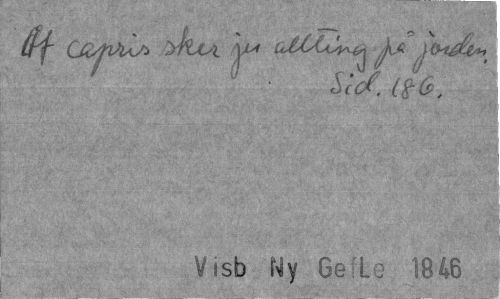 Af capris sker ju allting på jorden.
Sid. 186.
Visb Ny Gefle 1846